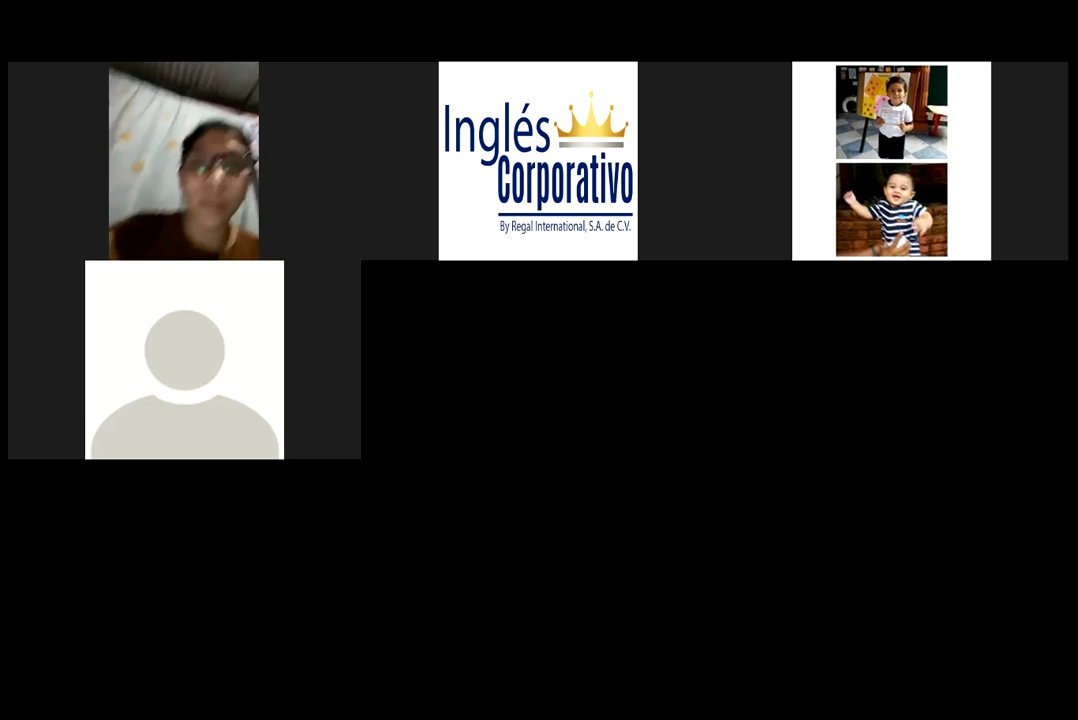 Inglés
Corporativo
By Regal International, S.A. de C.V.